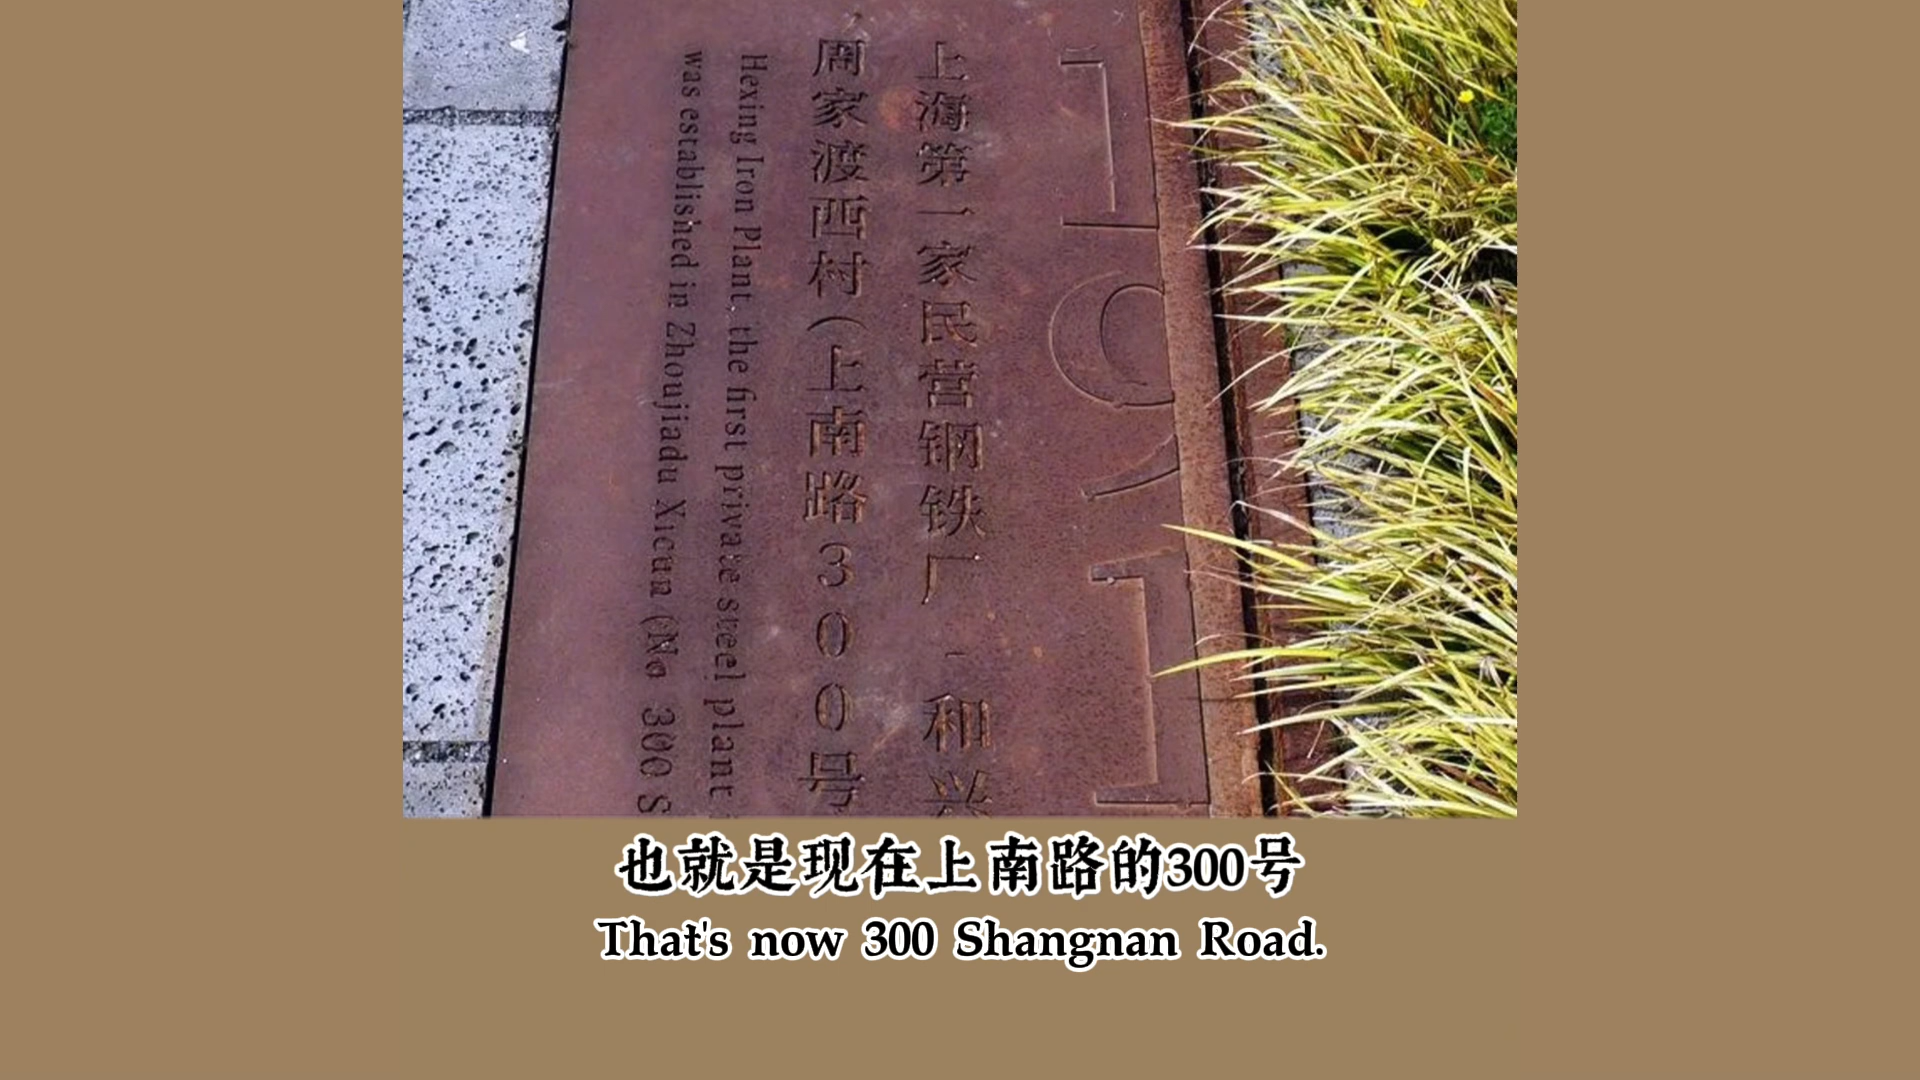 191
上海第一家民营钢铁厂-和兴
周家渡西村(上南路300号
Hexing Iron Plant, the first private steel plant
was established in Zhoujiadu Xicun (No 300 S
也就是现在上南路的300号
That's now 300 Shangnan Road.